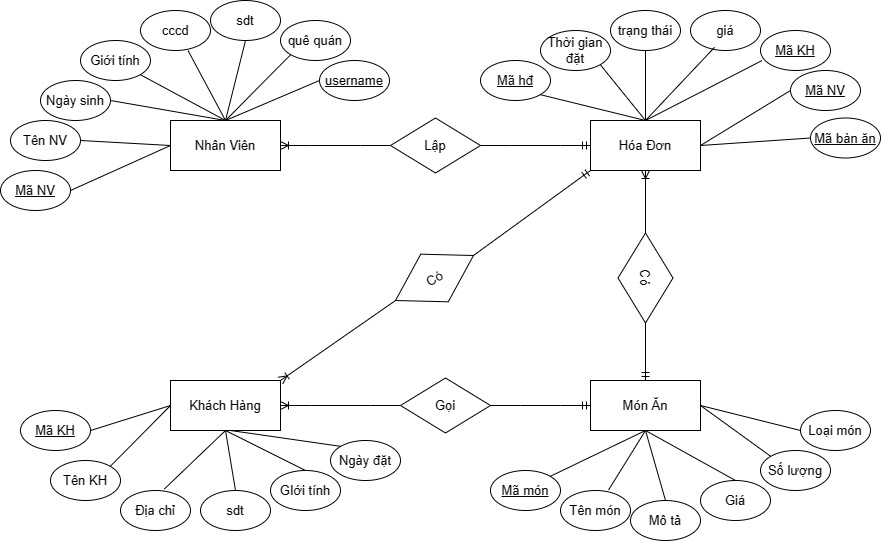 sdt
cccd
quê quán
Giới tính
username
Ngày sinh
Tên NV
Mã NV
Nhân Viên
Lập
trạng thái
giá
Thời gian
đặt
Mã KH
Mã hđ
Mã NV
Mã bàn ăn
Hóa Đơn
Có
Có
Khách Hàng
Gọi
Món Ăn
Mã KH
Tên KH
Địa chỉ
sdt
GIới tính
Ngày đặt
Loại món
Số lượng
Mã món
Tên món
Mô tả
Giá